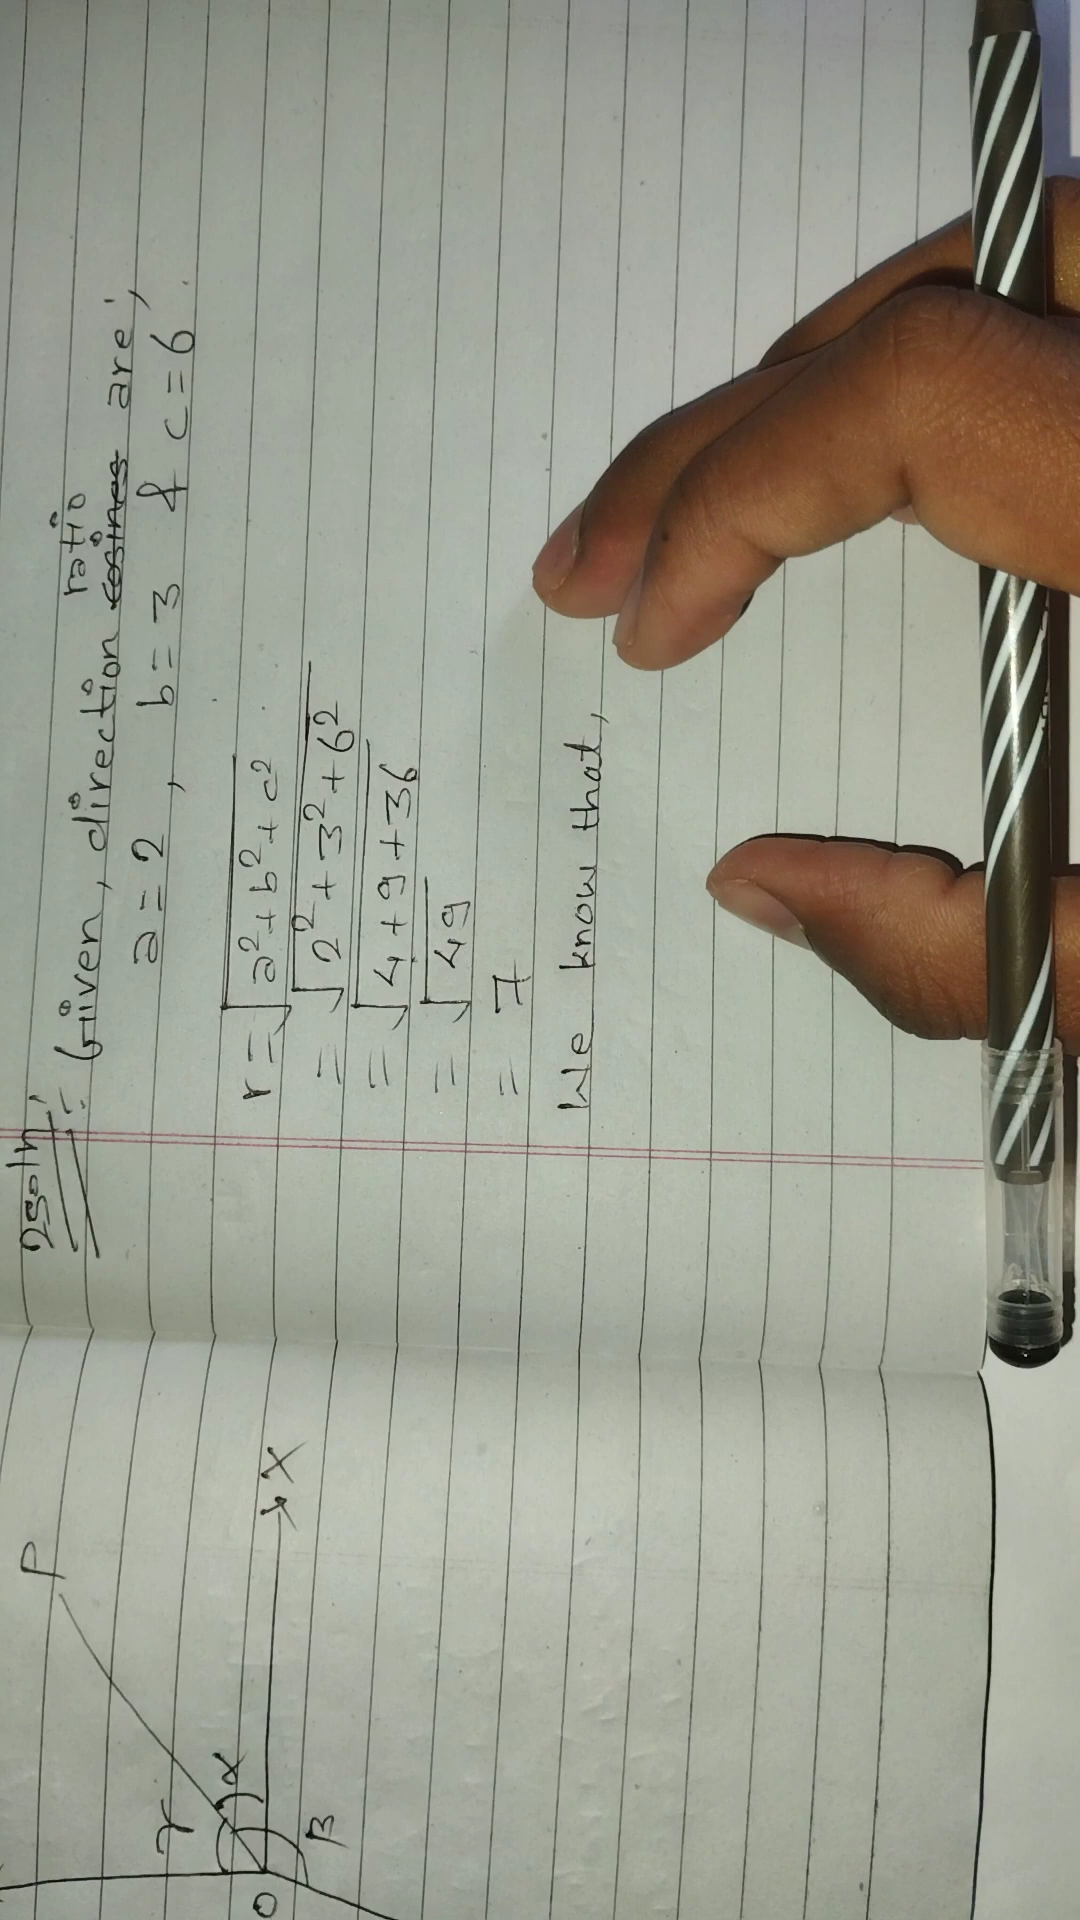 2soln:
Given, direction cosines ratio are;
a=2, b=3 & c=6.
r=√a²+b²+c²
=√2²+3²+6²
=√4+9+36
=√49
= 7
We know that,
P
γ
α
X
O
β